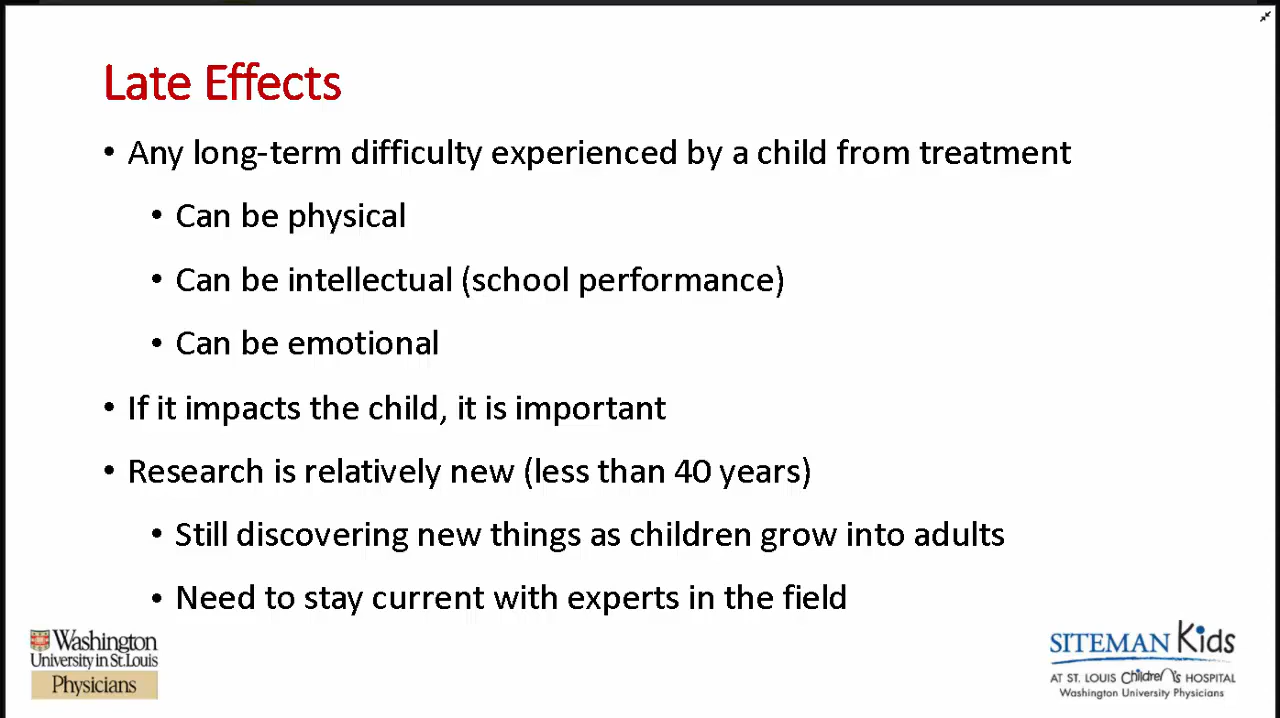 Late Effects
• Any long-term difficulty experienced by a child from treatment
• Can be physical
• Can be intellectual (school performance)
• Can be emotional
• If it impacts the child, it is important
• Research is relatively new (less than 40 years)
• Still discovering new things as children grow into adults
• Need to stay current with experts in the field
Washington
University in St. Louis
Physicians
SITEMAN Kids
AT ST. LOUIS Children's HOSPITAL
Washington University Physicians